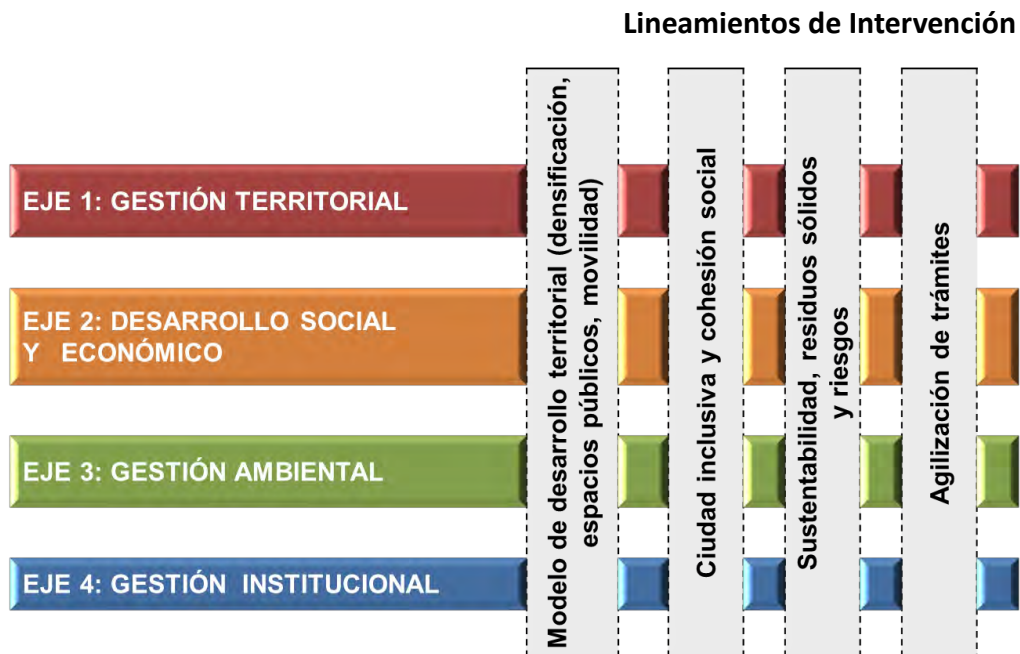 Lineamientos de Intervención
EJE 1: GESTIÓN TERRITORIAL
EJE 2: DESARROLLO SOCIAL
Y ECONÓMICO
EJE 3: GESTIÓN AMBIENTAL
EJE 4: GESTIÓN INSTITUCIONAL
Modelo de desarrollo territorial (densificación,
espacios públicos, movilidad)
Ciudad inclusiva y cohesión social
Sustentabilidad, residuos sólidos
y riesgos
Agilización de trámites